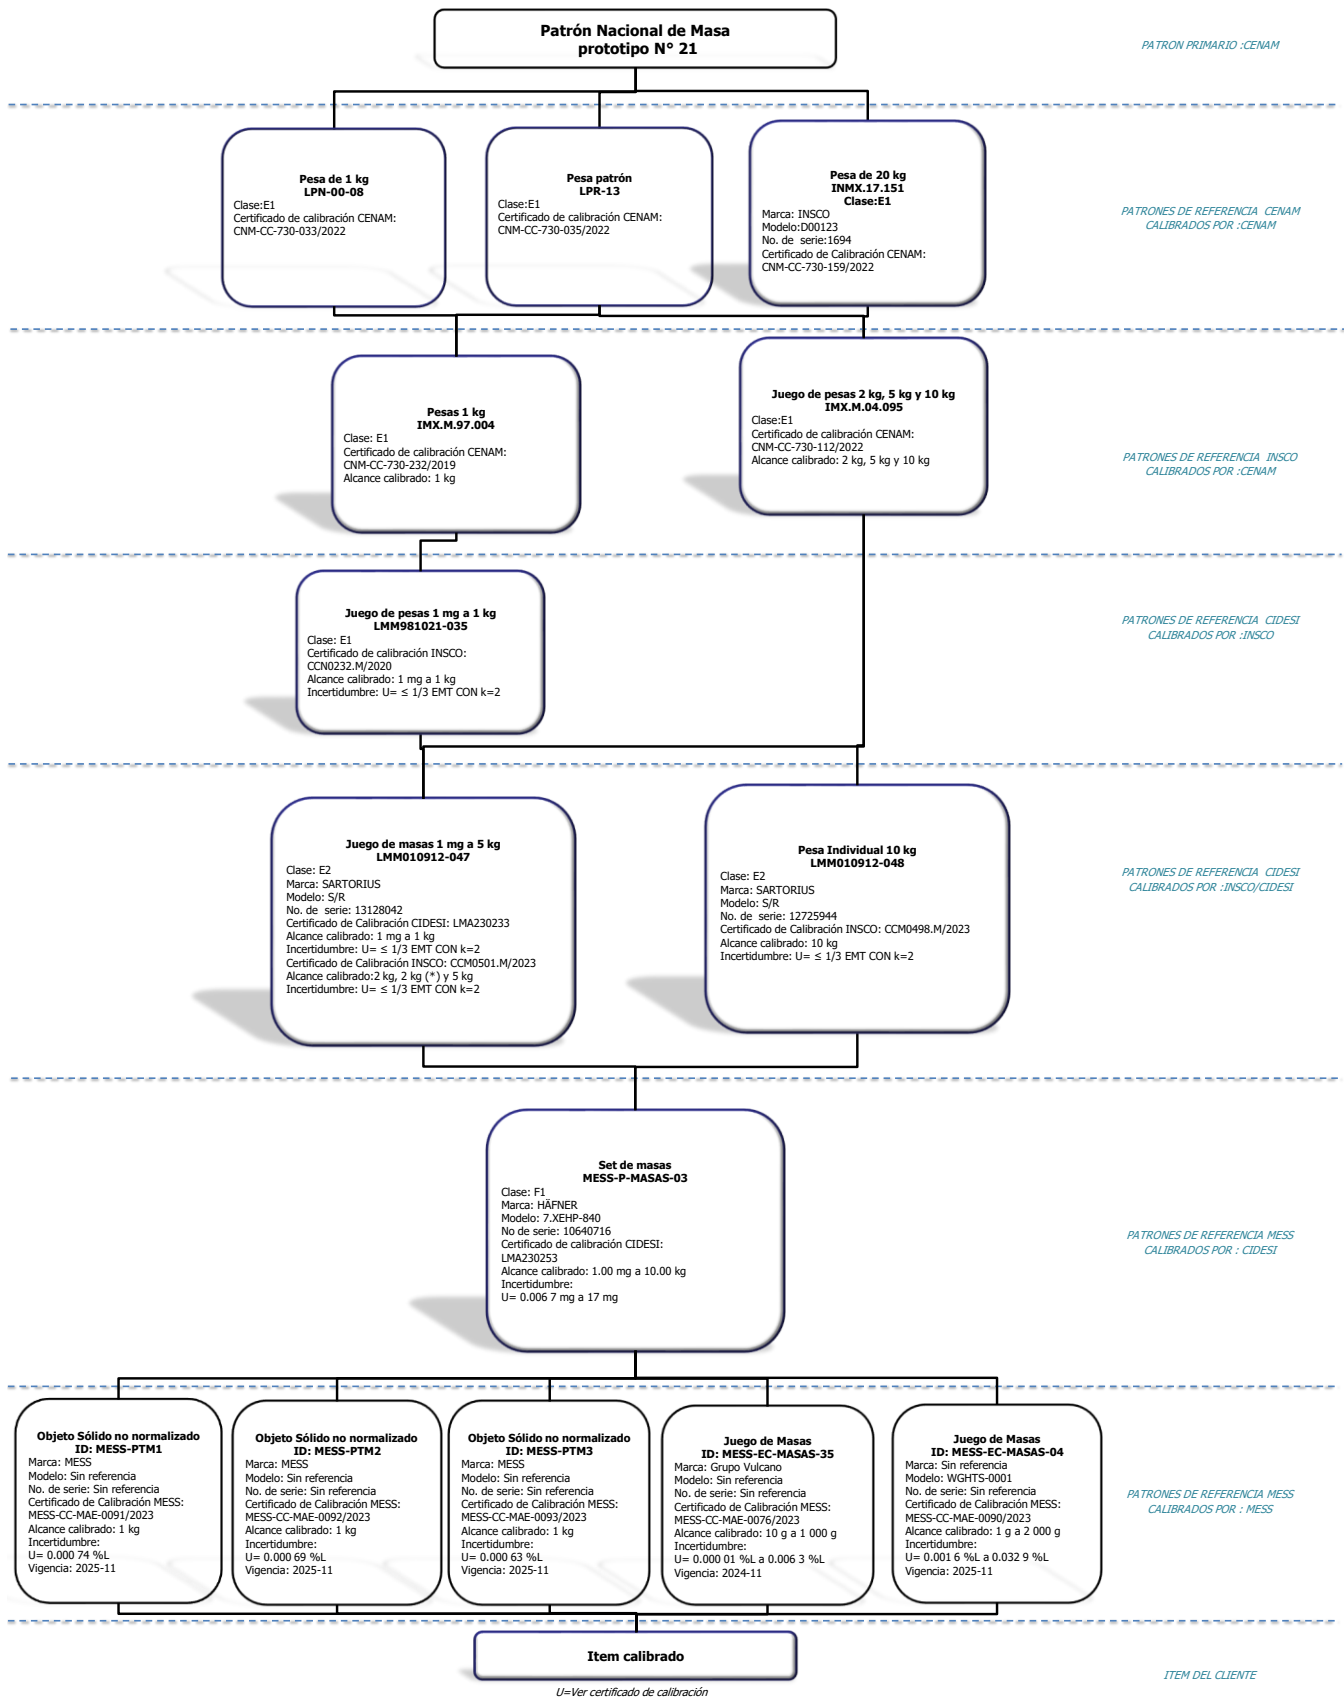 Patrón Nacional de Masa
prototipo N° 21
PATRON PRIMARIO :CENAM
Pesa de 1 kg
LPN-00-08
Clase:E1
Certificado de calibración CENAM:
CNM-CC-730-033/2022
Pesa patrón
LPR-13
Clase:E1
Certificado de calibración CENAM:
CNM-CC-730-035/2022
Pesa de 20 kg
INMX.17.151
Clase:E1
Marca: INSCO
Modelo:D00123
No. de serie:1694
Certificado de Calibración CENAM:
CNM-CC-730-159/2022
PATRONES DE REFERENCIA CENAM
CALIBRADOS POR :CENAM
Pesas 1 kg
IMX.M.97.004
Clase: E1
Certificado de calibración CENAM:
CNM-CC-730-232/2019
Alcance calibrado: 1 kg
Juego de pesas 2 kg, 5 kg y 10 kg
IMX.M.04.095
Clase:E1
Certificado de calibración CENAM:
CNM-CC-730-112/2022
Alcance calibrado: 2 kg, 5 kg y 10 kg
PATRONES DE REFERENCIA INSCO
CALIBRADOS POR :CENAM
Juego de pesas 1 mg a 1 kg
LMM981021-035
Clase: E1
Certificado de calibración INSCO:
CCN0232.M/2020
Alcance calibrado: 1 mg a 1 kg
Incertidumbre: U= ≤ 1/3 EMT CON k=2
PATRONES DE REFERENCIA CIDESI
CALIBRADOS POR :INSCO
Juego de masas 1 mg a 5 kg
LMM010912-047
Clase: E2
Marca: SARTORIUS
Modelo: S/R
No. de serie: 13128042
Certificado de Calibración CIDESI: LMA230233
Alcance calibrado: 1 mg a 1 kg
Incertidumbre: U= ≤ 1/3 EMT CON k=2
Certificado de Calibración INSCO: CCM0501.M/2023
Alcance calibrado:2 kg, 2 kg (*) y 5 kg
Incertidumbre: U= ≤ 1/3 EMT CON k=2
Pesa Individual 10 kg
LMM010912-048
Clase: E2
Marca: SARTORIUS
Modelo: S/R
No. de serie: 12725944
Certificado de Calibración INSCO: CCM0498.M/2023
Alcance calibrado: 10 kg
Incertidumbre: U= ≤ 1/3 EMT CON k=2
PATRONES DE REFERENCIA CIDESI
CALIBRADOS POR :INSCO/CIDESI
Set de masas
MESS-P-MASAS-03
Clase: F1
Marca: HÄFNER
Modelo: 7.XEHP-840
No de serie: 10640716
Certificado de calibración CIDESI:
LMA230253
Alcance calibrado: 1.00 mg a 10.00 kg
Incertidumbre:
U= 0.006 7 mg a 17 mg
PATRONES DE REFERENCIA MESS
CALIBRADOS POR : CIDESI
Objeto Sólido no normalizado
ID: MESS-PTM1
Marca: MESS
Modelo: Sin referencia
No. de serie: Sin referencia
Certificado de Calibración MESS:
MESS-CC-MAE-0091/2023
Alcance calibrado: 1 kg
Incertidumbre:
U= 0.000 74 %L
Vigencia: 2025-11
Objeto Sólido no normalizado
ID: MESS-PTM2
Marca: MESS
Modelo: Sin referencia
No. de serie: Sin referencia
Certificado de Calibración MESS:
MESS-CC-MAE-0092/2023
Alcance calibrado: 1 kg
Incertidumbre:
U= 0.000 69 %L
Vigencia: 2025-11
Objeto Sólido no normalizado
ID: MESS-PTM3
Marca: MESS
Modelo: Sin referencia
No. de serie: Sin referencia
Certificado de Calibración MESS:
MESS-CC-MAE-0093/2023
Alcance calibrado: 1 kg
Incertidumbre:
U= 0.000 63 %L
Vigencia: 2025-11
Juego de Masas
ID: MESS-EC-MASAS-35
Marca: Grupo Vulcano
Modelo: Sin referencia
No. de serie: Sin referencia
Certificado de Calibración MESS:
MESS-CC-MAE-0076/2023
Alcance calibrado: 10 g a 1 000 g
Incertidumbre:
U= 0.000 01 %L a 0.006 3 %L
Vigencia: 2024-11
Juego de Masas
ID: MESS-EC-MASAS-04
Marca: Sin referencia
Modelo: WGHTS-0001
No. de serie: Sin referencia
Certificado de Calibración MESS:
MESS-CC-MAE-0090/2023
Alcance calibrado: 1 g a 2 000 g
Incertidumbre:
U= 0.001 6 %L a 0.032 9 %L
Vigencia: 2025-11
PATRONES DE REFERENCIA MESS
CALIBRADOS POR : MESS
Item calibrado
U=Ver certificado de calibración
ITEM DEL CLIENTE